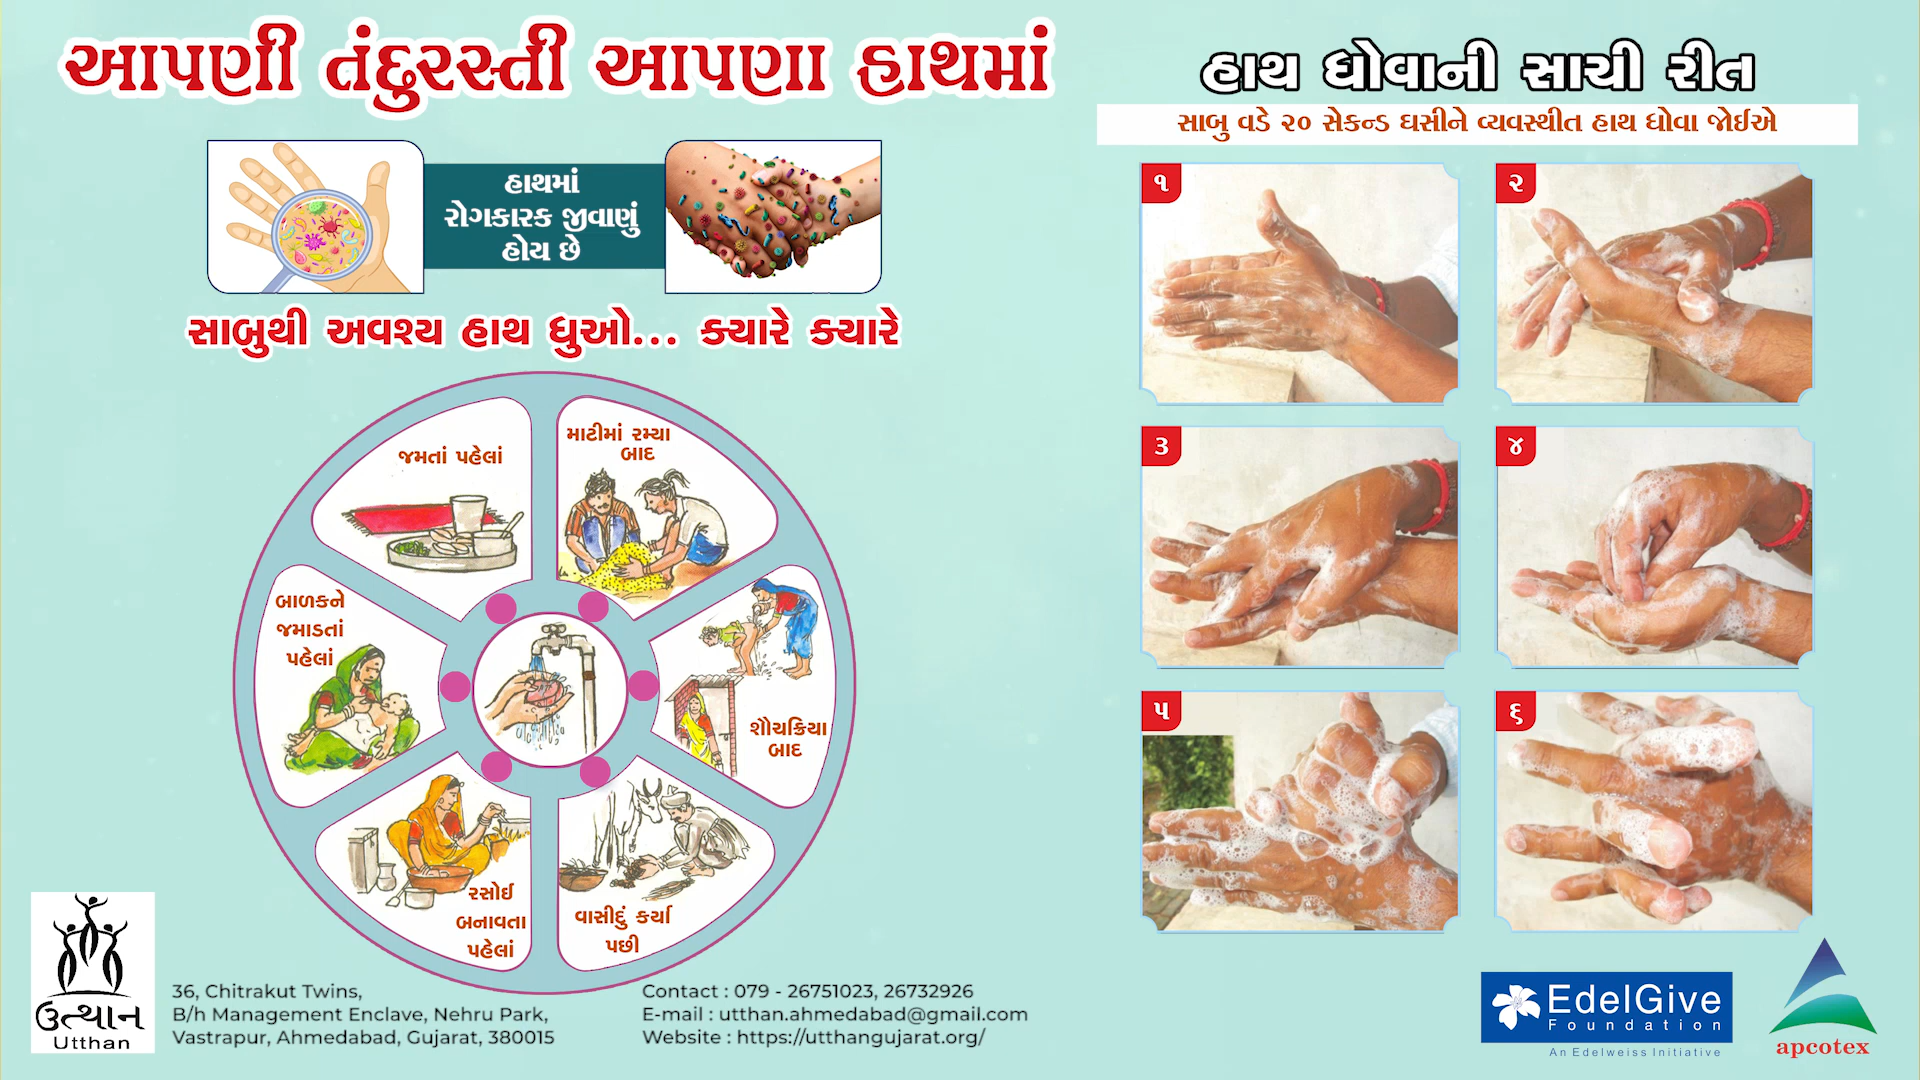 આપણી તંદુરસ્તી આપણા હાથમાં
હાથમાં
રોગકારક જીવાણું
હોય છે
સાબુથી અવશ્ય હાથ ધુઓ... ક્યારે ક્યારે
જમતાં પહેલાં
માટીમાં રમ્યા
બાદ
બાળકને
જમાડતાં
પહેલાં
શૌચક્રિયા
બાદ
રસોઈ
બનાવતા
પહેલાં
વાસીદું કર્યા
પછી
ઉત્થાન
Utthan
36, Chitrakut Twins,
B/h Management Enclave, Nehru Park,
Vastrapur, Ahmedabad, Gujarat, 380015
Contact : 079 - 26751023, 26732926
E-mail : utthan.ahmedabad@gmail.com
Website : https://utthangujarat.org/
હાથ ધોવાની સાચી રીત
સાબુ વડે ૨૦ સેકન્ડ ઘસીને વ્યવસ્થીત હાથ ધોવા જોઈએ
૧
૨
૩
૪
૫
૬
EdelGive
Foundation
An Edelweiss Initiative
apcotex